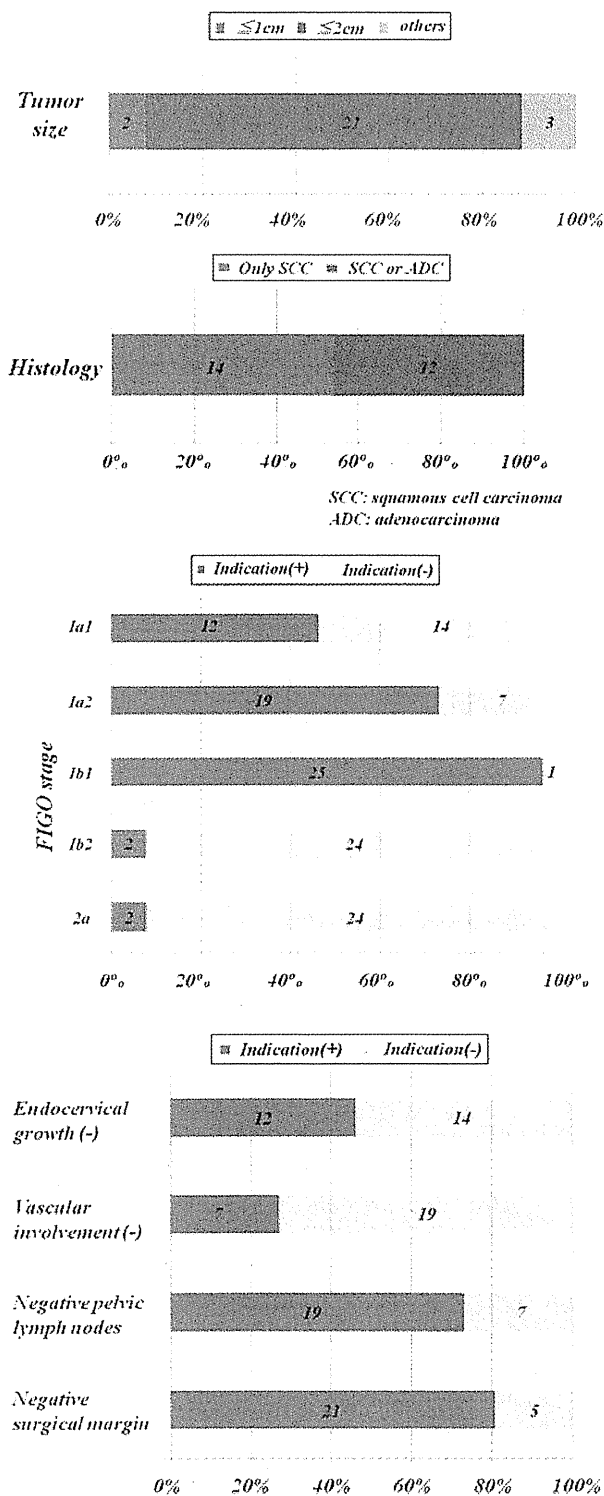 ≦1cm ≦2cm others
Tumor
size
2 21 3
0% 20% 40% 60% 80% 100%
Only SCC SCC or ADC
Histology
14 12
0% 20% 40% 60% 80% 100%
SCC: squamous cell carcinoma
ADC: adenocarcinoma
Indication(+) Indication(-)
FIGO stage
Ia1 12 14
Ia2 19 7
Ib1 25 1
Ib2 2 24
2a 2 24
0% 20% 40% 60% 80% 100%
Indication(+) Indication(-)
Endocervical
growth (-)
12 14
Vascular
involvement(-)
7 19
Negative pelvic
lymph nodes
19 7
Negative
surgical margin
21 5
0% 20% 40% 60% 80% 100%